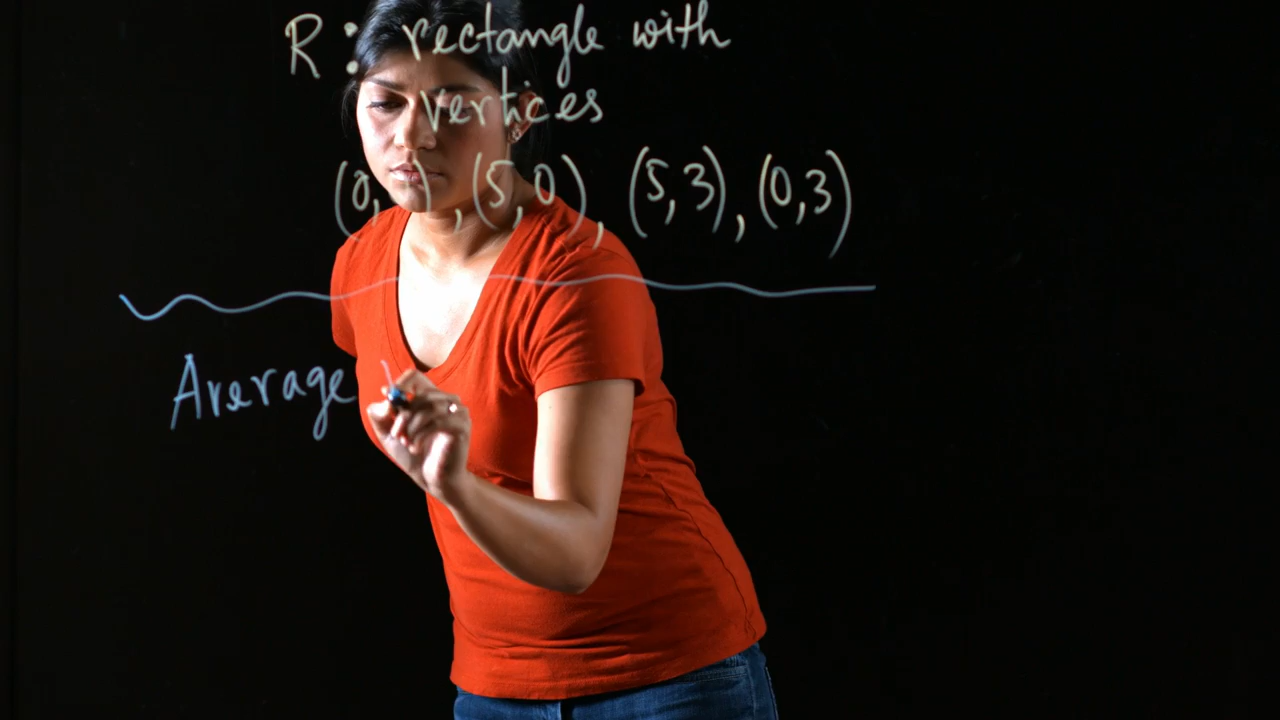 R: rectangle with
vertices
(0, ), (5,0), (5,3), (0,3)
Average